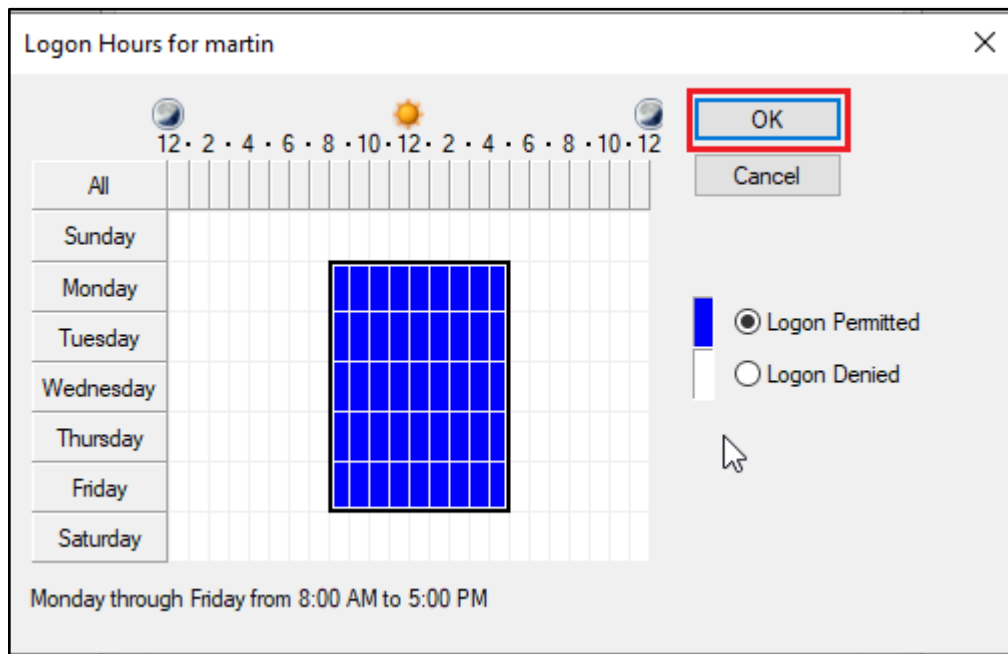 Logon Hours for martin
12 · 2 · 4 · 6 · 8 · 10 · 12 · 2 · 4 · 6 · 8 · 10 · 12
OK
Cancel
All
Sunday
Monday
Tuesday
Wednesday
Thursday
Friday
Saturday
Logon Permitted
Logon Denied
Monday through Friday from 8:00 AM to 5:00 PM